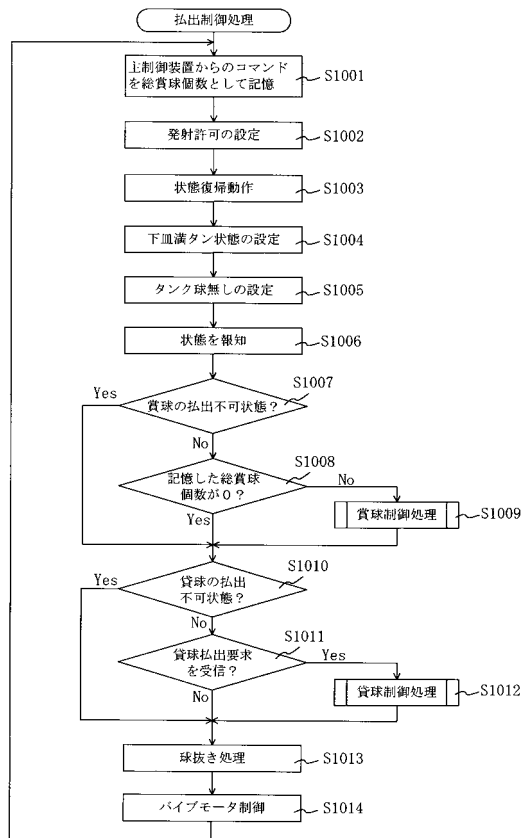 払出制御処理
主制御装置からのコマンド
を総賞球個数として記憶
S1001
発射許可の設定
S1002
状態復帰動作
S1003
下皿満タン状態の設定
S1004
タンク球無しの設定
S1005
状態を報知
S1006
S1007
Yes
賞球の払出不可状態?
No
S1008
記憶した総賞球
個数が0?
No
Yes
賞球制御処理
S1009
S1010
Yes
貸球の払出
不可状態?
No
S1011
貸球払出要求
を受信?
Yes
No
貸球制御処理
S1012
球抜き処理
S1013
バイブモータ制御
S1014